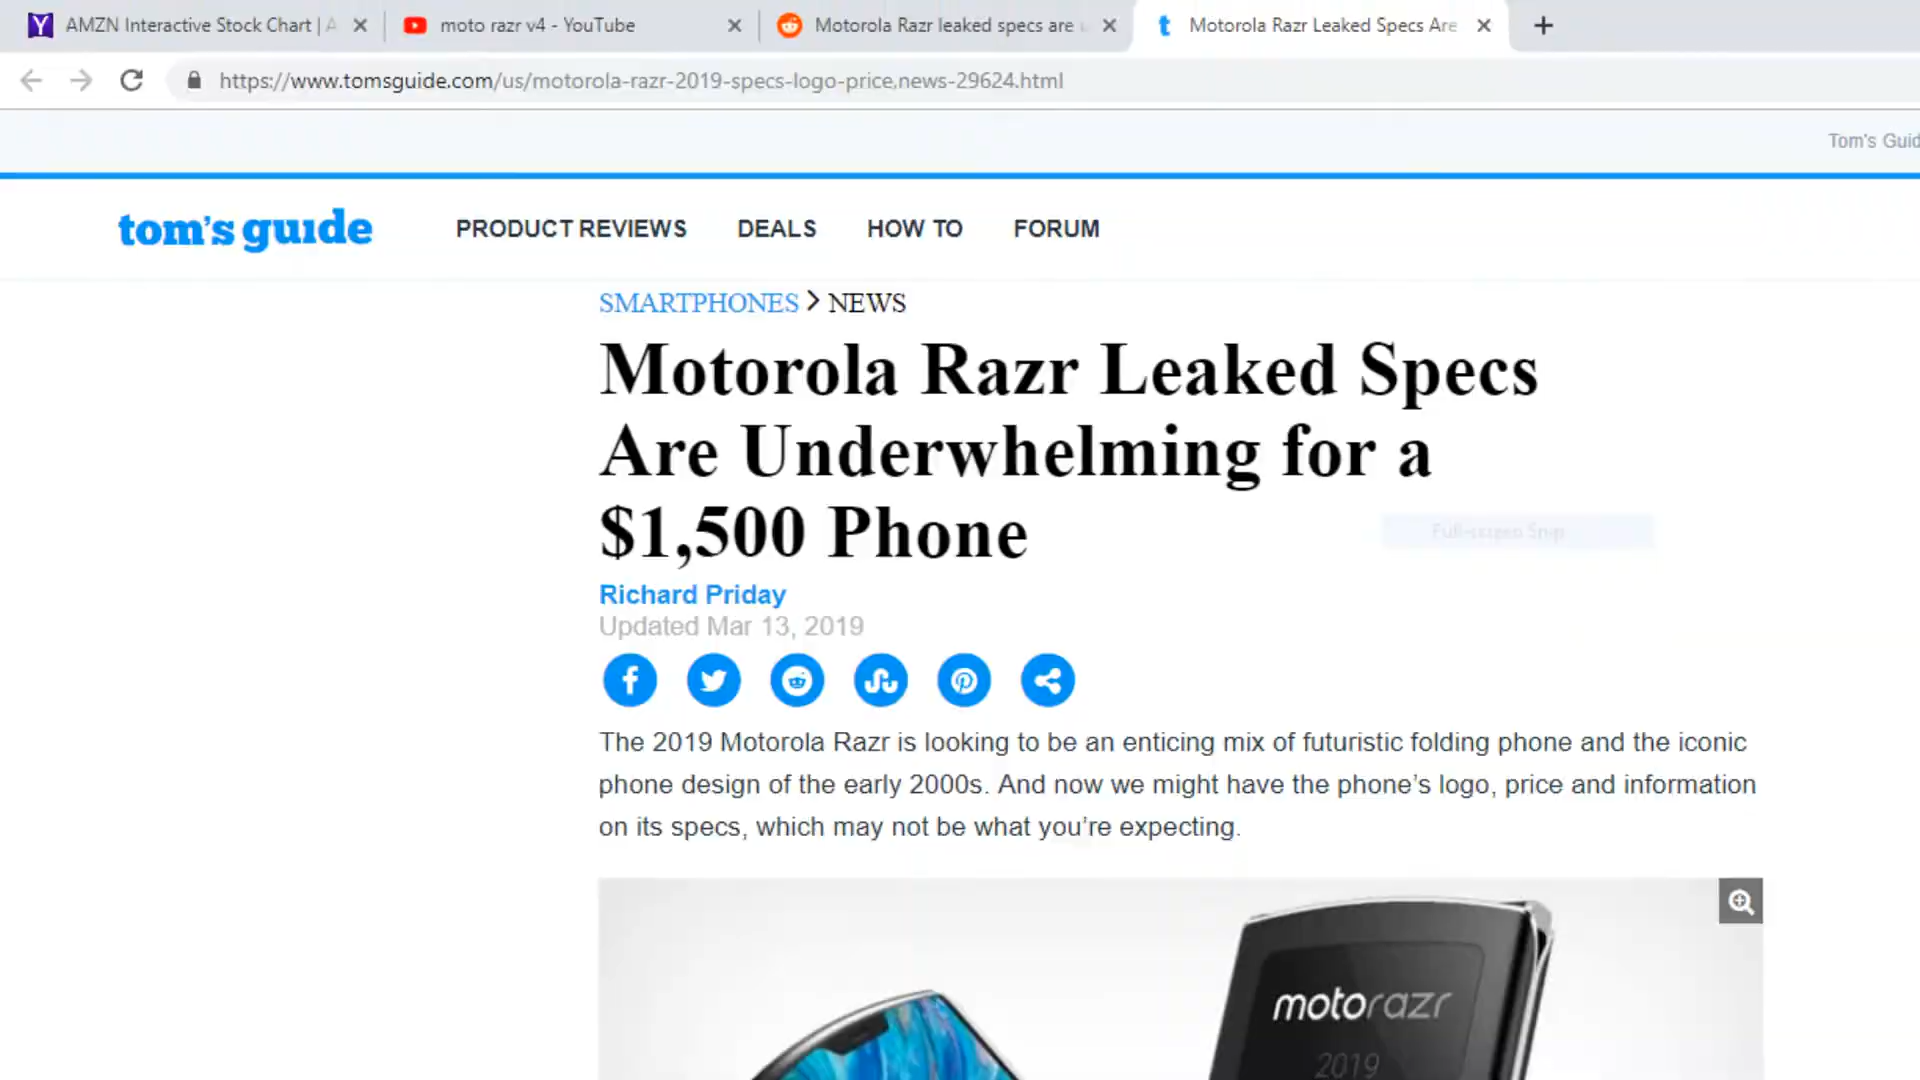 AMZN Interactive Stock Chart |
moto razr v4 - YouTube
Motorola Razr leaked specs are
Motorola Razr Leaked Specs Are
https://www.tomsguide.com/us/motorola-razr-2019-specs-logo-price,news-29624.html
Tom's Guid
tom's guide
PRODUCT REVIEWS
DEALS
HOW TO
FORUM
SMARTPHONES > NEWS
Motorola Razr Leaked Specs
Are Underwhelming for a
$1,500 Phone
Full-screen Snip
Richard Priday
Updated Mar 13, 2019
The 2019 Motorola Razr is looking to be an enticing mix of futuristic folding phone and the iconic
phone design of the early 2000s. And now we might have the phone’s logo, price and information
on its specs, which may not be what you’re expecting.
motorazr
2019